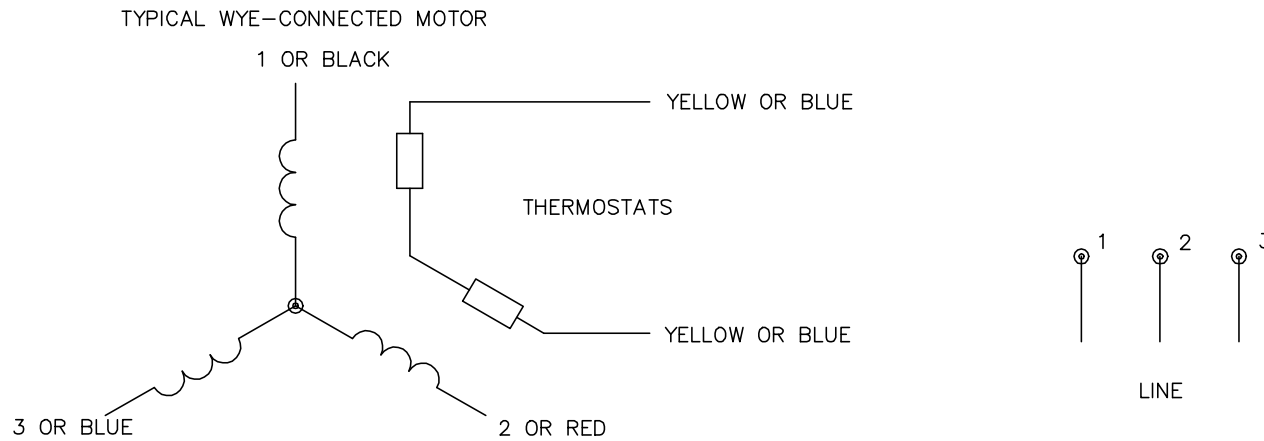 TYPICAL WYE-CONNECTED MOTOR
1 OR BLACK
YELLOW OR BLUE
THERMOSTATS
YELLOW OR BLUE
3 OR BLUE
2 OR RED
1
2
3
LINE